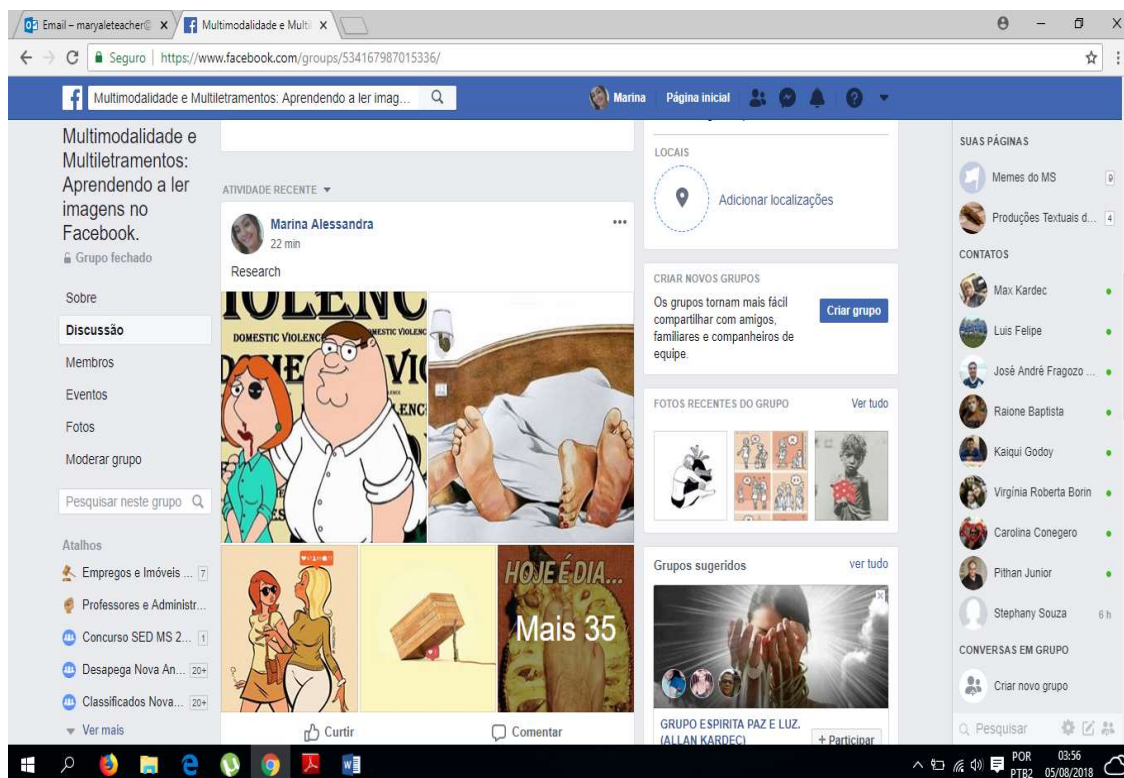 Email – maryaleteacher@
Multimodalidade e Multi
Seguro | https://www.facebook.com/groups/534167987015336/
Multimodalidade e Multiletramentos: Aprendendo a ler imag...
Marina
Página inicial
Multimodalidade e
Multiletramentos:
Aprendendo a ler
imagens no
Facebook.
Grupo fechado
Sobre
Discussão
Membros
Eventos
Fotos
Moderar grupo
Pesquisar neste grupo
Atalhos
Empregos e Imóveis ... 7
Professores e Administr...
Concurso SED MS 2... 1
Desapega Nova An... 20+
Classificados Nova... 20+
Ver mais
ATIVIDADE RECENTE
Marina Alessandra
22 min
Research
VIOLENC
DOMESTIC VIOLENC
MESTIC VIOLENC
HOJE É DIA...
Mais 35
Curtir
Comentar
LOCAIS
Adicionar localizações
CRIAR NOVOS GRUPOS
Os grupos tornam mais fácil
compartilhar com amigos,
familiares e companheiros de
equipe.
Criar grupo
FOTOS RECENTES DO GRUPO
Ver tudo
Grupos sugeridos
ver tudo
GRUPO ESPIRITA PAZ E LUZ.
(ALLAN KARDEC)
+ Participar
SUAS PÁGINAS
Memes do MS 9
Produções Textuais d... 4
CONTATOS
Max Kardec
Luis Felipe
José André Fragozo ...
Raione Baptista
Kaiqui Godoy
Virgínia Roberta Borin
Carolina Conegero
Pithan Junior
Stephany Souza 6 h
CONVERSAS EM GRUPO
Criar novo grupo
Pesquisar
POR
PTB2
03:56
05/08/2018